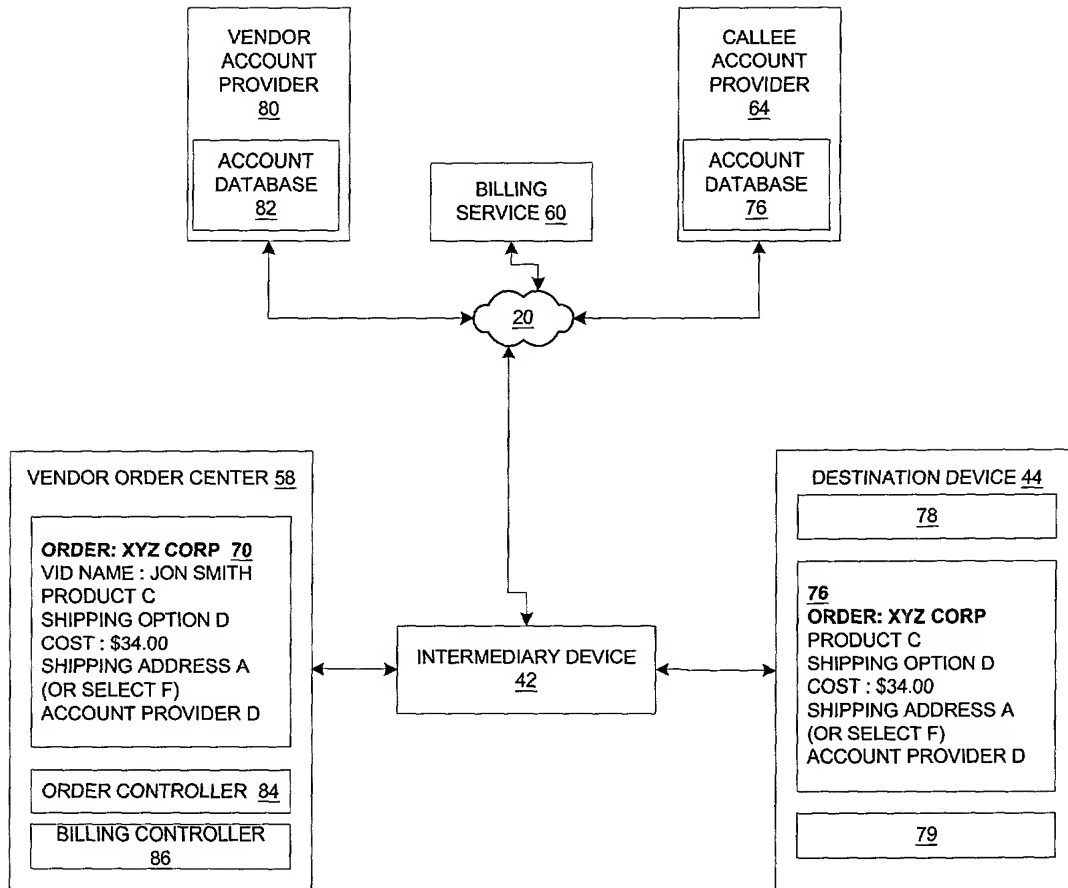 VENDOR
ACCOUNT
PROVIDER
80
ACCOUNT
DATABASE
82
BILLING
SERVICE 60
CALLEE
ACCOUNT
PROVIDER
64
ACCOUNT
DATABASE
76
20
VENDOR ORDER CENTER 58
ORDER: XYZ CORP 70
VID NAME : JON SMITH
PRODUCT C
SHIPPING OPTION D
COST : $34.00
SHIPPING ADDRESS A
(OR SELECT F)
ACCOUNT PROVIDER D
ORDER CONTROLLER 84
BILLING CONTROLLER
86
INTERMEDIARY DEVICE
42
DESTINATION DEVICE 44
78
76
ORDER: XYZ CORP
PRODUCT C
SHIPPING OPTION D
COST : $34.00
SHIPPING ADDRESS A
(OR SELECT F)
ACCOUNT PROVIDER D
79